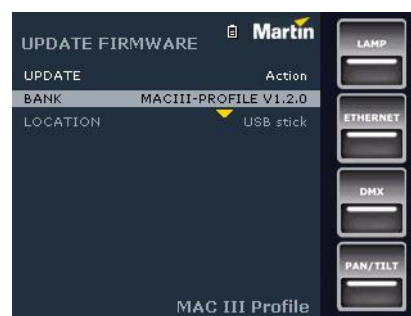 UPDATE FIRMWARE
Martin
UPDATE Action
BANK MACIII-PROFILE V1.2.0
LOCATION USB stick
MAC III Profile
LAMP
ETHERNET
DMX
PAN/TILT